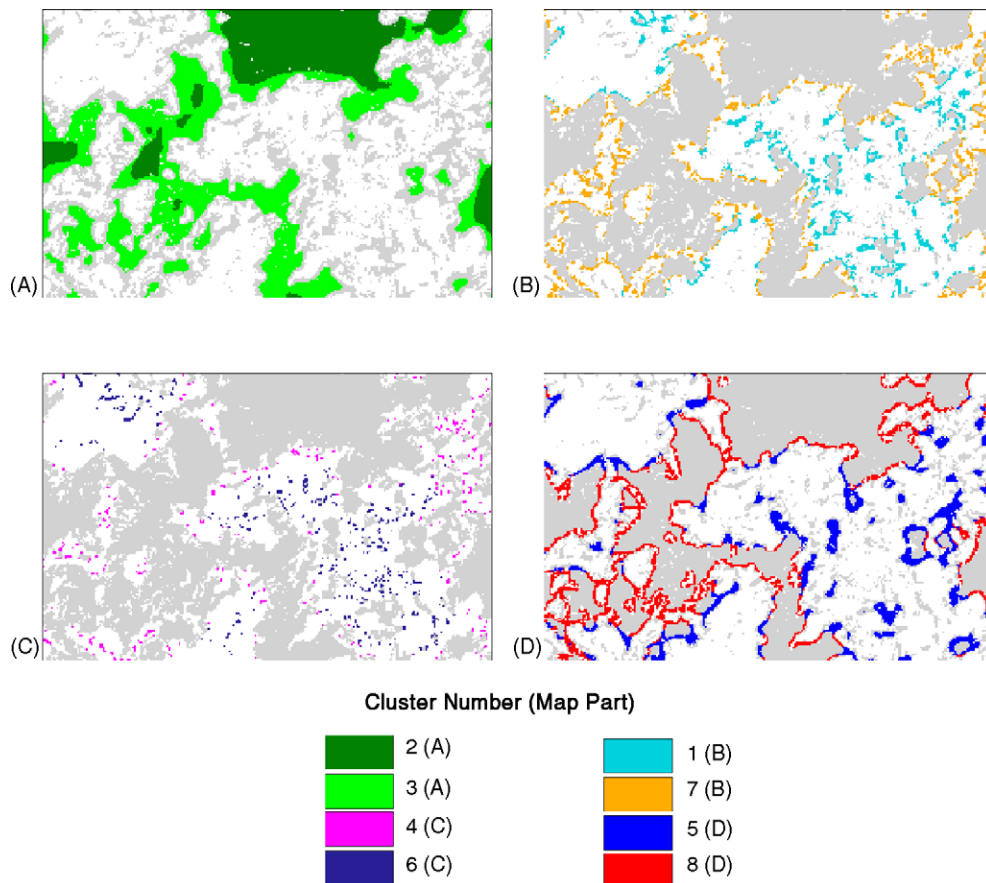 (A)
(B)
(C)
(D)
Cluster Number (Map Part)
2 (A)
3 (A)
4 (C)
6 (C)
1 (B)
7 (B)
5 (D)
8 (D)